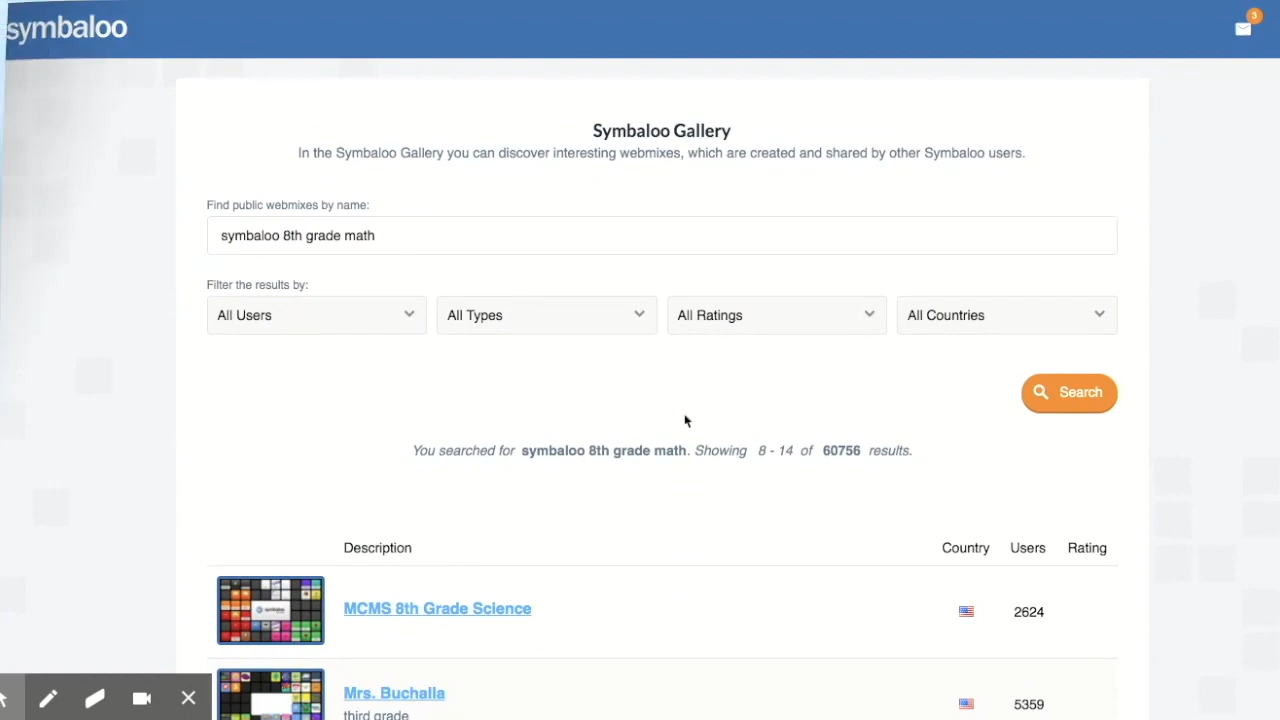 symbaloo
3
Symbaloo Gallery
In the Symbaloo Gallery you can discover interesting webmixes, which are created and shared by other Symbaloo users.
Find public webmixes by name:
symbaloo 8th grade math
Filter the results by:
All Users All Types All Ratings All Countries
Search
You searched for symbaloo 8th grade math. Showing 8 - 14 of 60756 results.
Description Country Users Rating
MCMS 8th Grade Science 2624
Mrs. Buchalla 5359
third grade